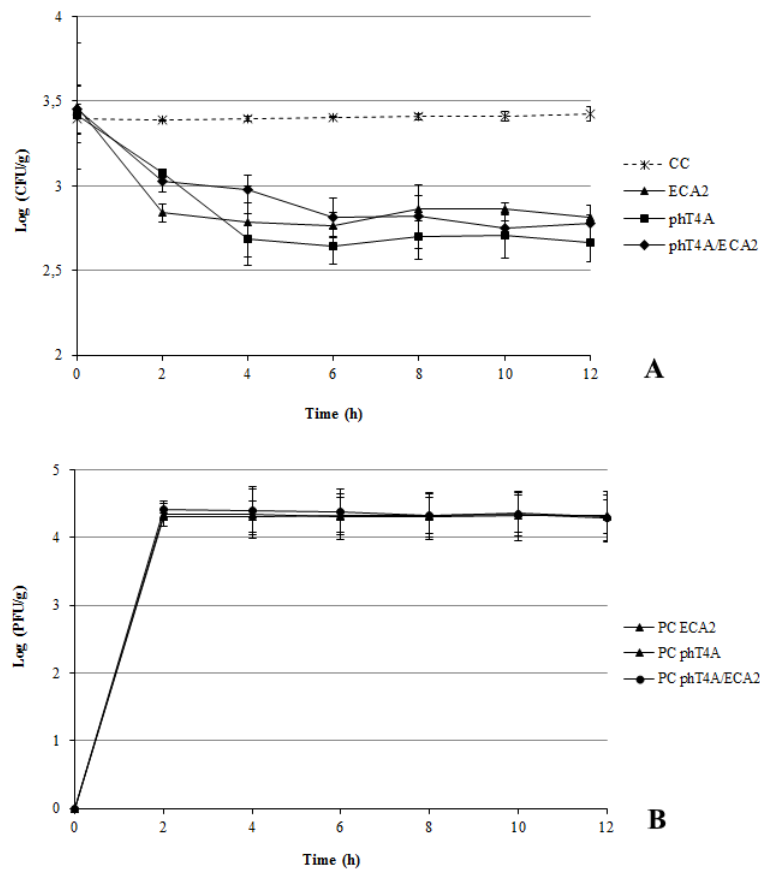 4
3,5
3
2,5
2
Log (CFU/g)
0
2
4
6
8
10
12
Time (h)
CC
ECA2
phT4A
phT4A/ECA2
A
5
4
3
2
1
0
Log (PFU/g)
0
2
4
6
8
10
12
Time (h)
PC ECA2
PC phT4A
PC phT4A/ECA2
B